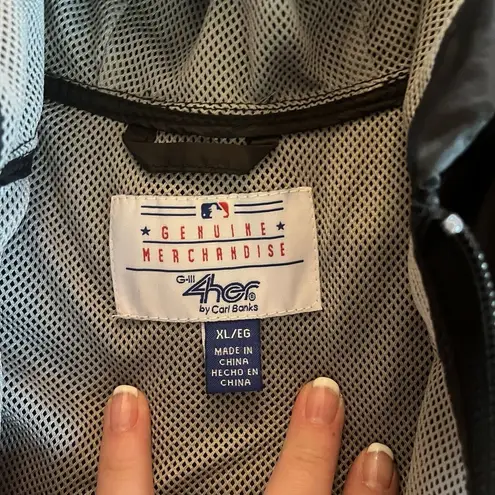 GENUINE
MERCHANDISE
G-III
4her®
by Carl Banks
XL/EG
MADE IN
CHINA
HECHO EN
CHINA